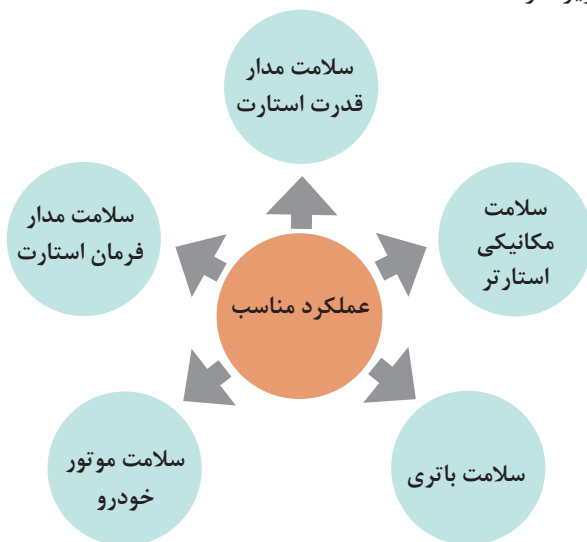 سلامت مدار
قدرت استارت
سلامت
مکانیکی
استارتر
سلامت مدار
فرمان استارت
عملکرد مناسب
سلامت موتور
خودرو
سلامت باتری